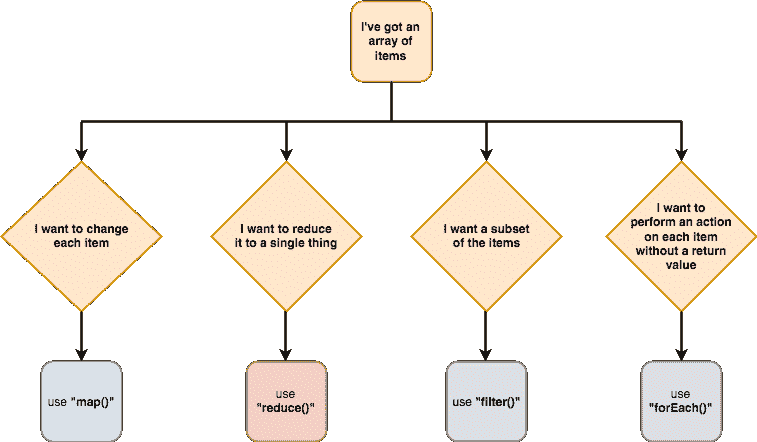 I've got an
array of
items
I want to change
each item
I want to reduce
it to a single thing
I want a subset
of the items
I want to
perform an action
on each item
without a return
value
use "map()"
use
"reduce()"
use "filter()"
use
"forEach()"